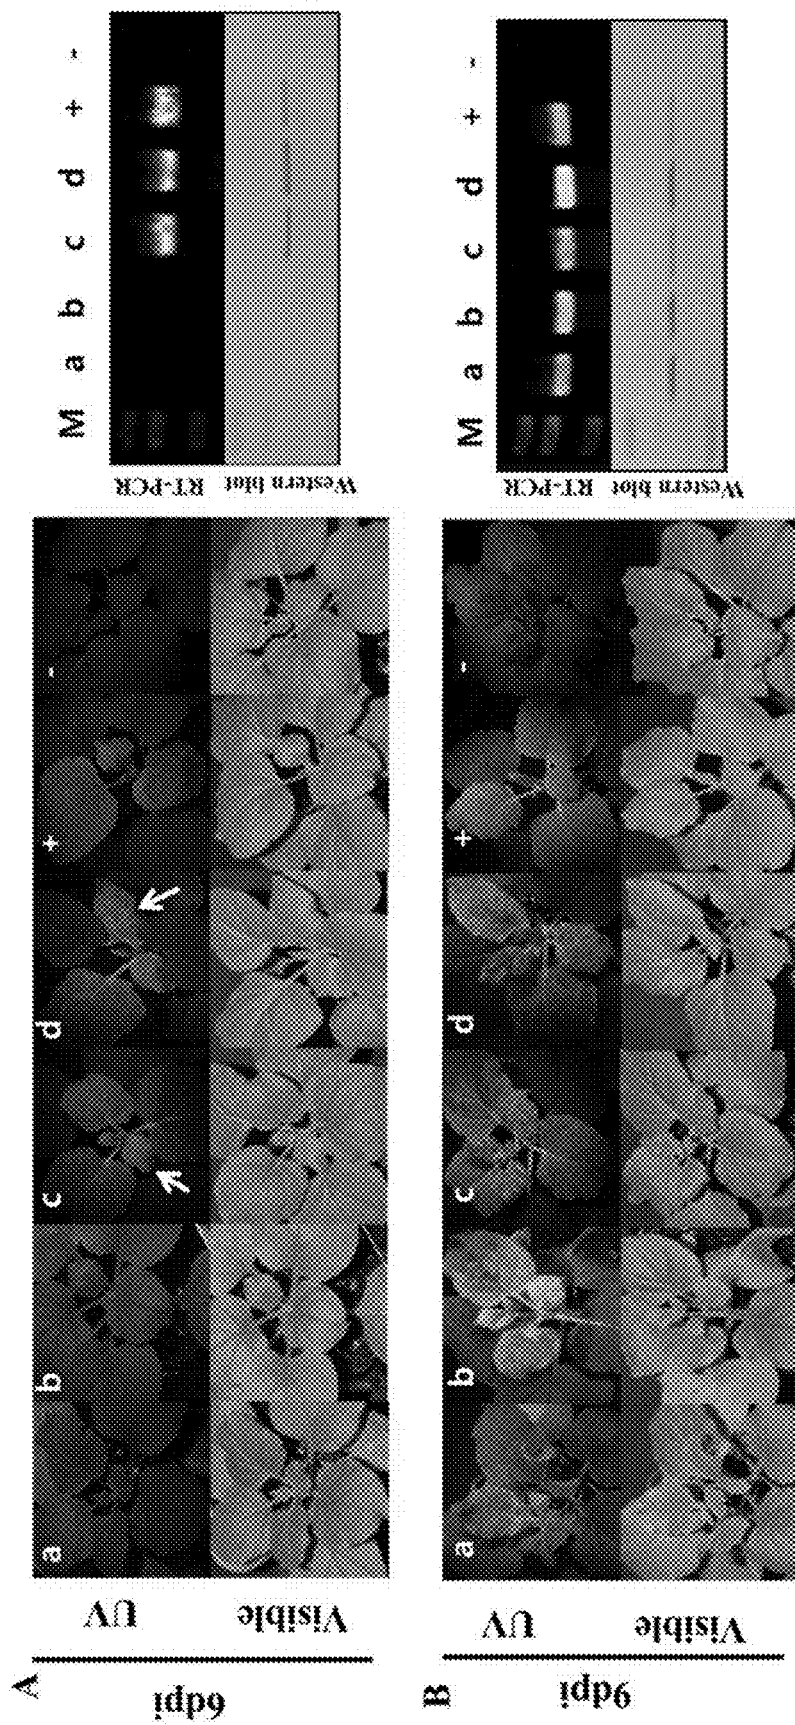 A
6dpi
UV
Visible
a b c d + -
RT-PCR
Western blot
M a b c d + -
B
9dpi
UV
Visible
a b c d + -
RT-PCR
Western blot
M a b c d + -